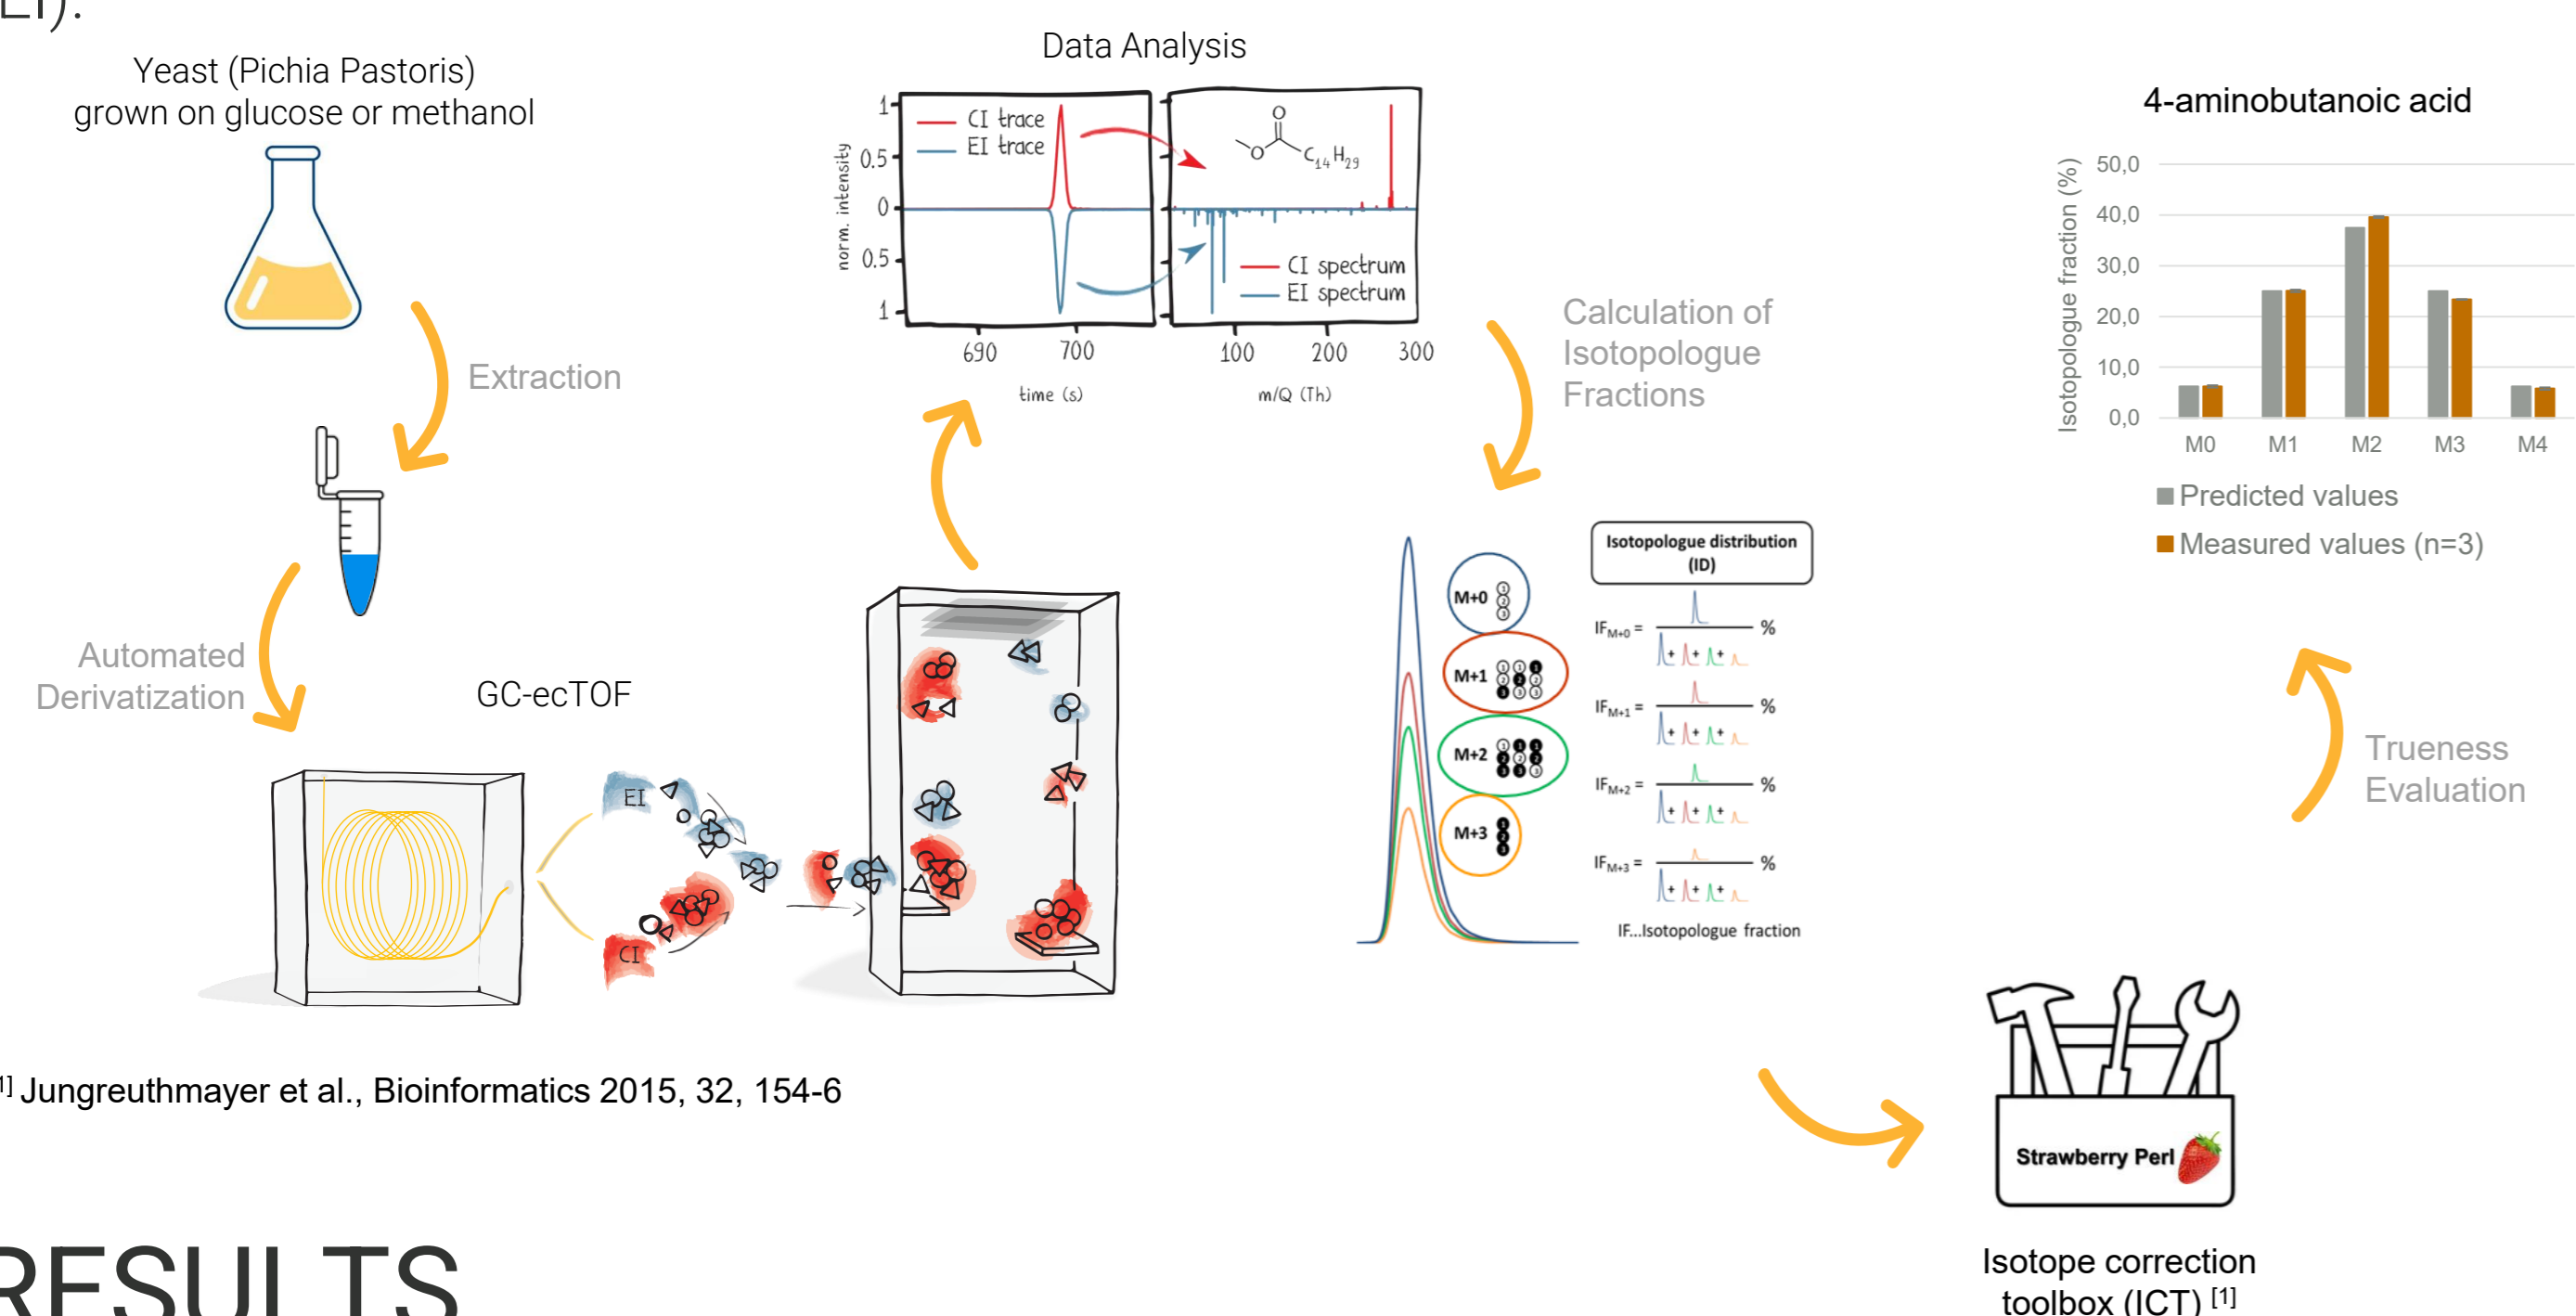 EI).
Yeast (Pichia Pastoris)
grown on glucose or methanol
Extraction
Automated
Derivatization
GC-ecTOF
EI
CI
Data Analysis
norm. intensity
1
0.5
0
0.5
1
CI trace
EI trace
690 700
time (s)
O
O
C14H29
CI spectrum
EI spectrum
100 200 300
m/Q (Th)
Calculation of
Isotopologue
Fractions
M+0
M+1
M+2
M+3
Isotopologue distribution
(ID)
IFM+0 = %
IFM+1 = %
IFM+2 = %
IFM+3 = %
IF...Isotopologue fraction
Strawberry Perl
Isotope correction
toolbox (ICT) [1]
Trueness
Evaluation
4-aminobutanoic acid
Isotopologue fraction (%)
50,0
40,0
30,0
20,0
10,0
0,0
M0 M1 M2 M3 M4
Predicted values
Measured values (n=3)
1] Jungreuthmayer et al., Bioinformatics 2015, 32, 154-6
RESULTS